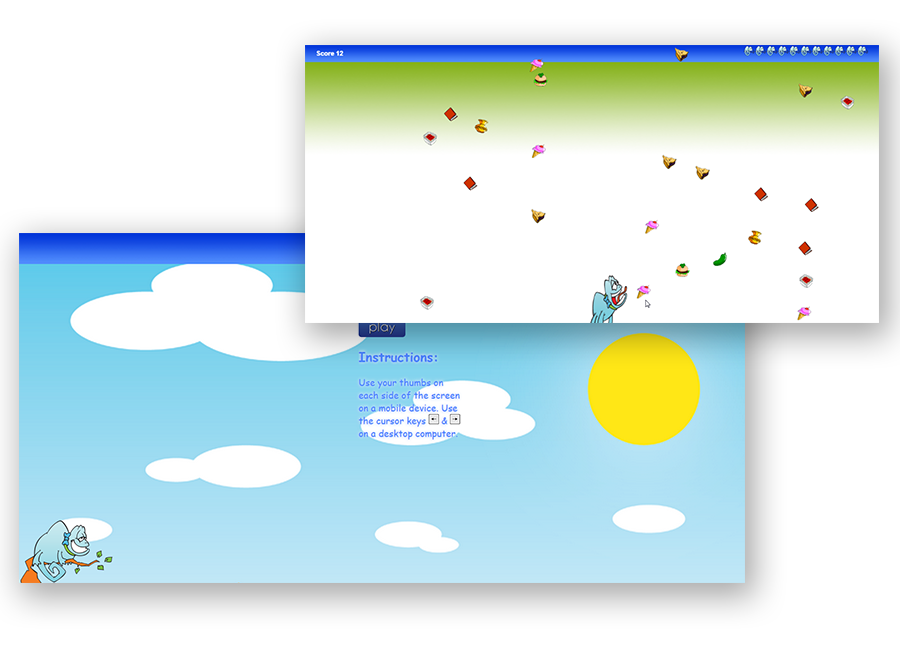 Score 12
play
Instructions:
Use your thumbs on
each side of the screen
on a mobile device. Use
the cursor keys & 
on a desktop computer.